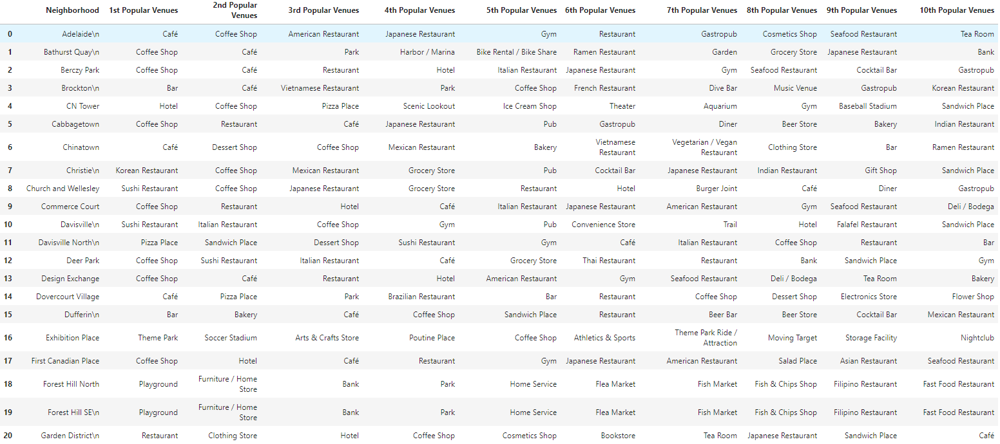 Neighborhood 1st Popular Venues 2nd Popular Venues 3rd Popular Venues 4th Popular Venues 5th Popular Venues 6th Popular Venues 7th Popular Venues 8th Popular Venues 9th Popular Venues 10th Popular Venues
0 Adelaide\n Café Coffee Shop American Restaurant Japanese Restaurant Gym Restaurant Gastropub Cosmetics Shop Seafood Restaurant Tea Room
1 Bathurst Quay\n Coffee Shop Café Park Harbor / Marina Bike Rental / Bike Share Ramen Restaurant Garden Grocery Store Japanese Restaurant Bank
2 Berczy Park Coffee Shop Café Restaurant Hotel Italian Restaurant Japanese Restaurant Gym Seafood Restaurant Cocktail Bar Gastropub
3 Brockton\n Bar Café Vietnamese Restaurant Park Coffee Shop French Restaurant Dive Bar Music Venue Gastropub Korean Restaurant
4 CN Tower Hotel Coffee Shop Pizza Place Scenic Lookout Ice Cream Shop Theater Aquarium Gym Baseball Stadium Sandwich Place
5 Cabbagetown Coffee Shop Restaurant Café Japanese Restaurant Pub Gastropub Diner Beer Store Bakery Indian Restaurant
6 Chinatown Café Dessert Shop Coffee Shop Mexican Restaurant Bakery Vietnamese Restaurant Vegetarian / Vegan Restaurant Clothing Store Bar Ramen Restaurant
7 Christie\n Korean Restaurant Coffee Shop Mexican Restaurant Grocery Store Pub Cocktail Bar Japanese Restaurant Indian Restaurant Gift Shop Sandwich Place
8 Church and Wellesley Sushi Restaurant Coffee Shop Japanese Restaurant Grocery Store Restaurant Hotel Burger Joint Café Diner Gastropub
9 Commerce Court Coffee Shop Restaurant Hotel Café Italian Restaurant Japanese Restaurant American Restaurant Gym Seafood Restaurant Deli / Bodega
10 Davisville\n Sushi Restaurant Italian Restaurant Coffee Shop Gym Pub Convenience Store Trail Hotel Falafel Restaurant Sandwich Place
11 Davisville North\n Pizza Place Sandwich Place Dessert Shop Sushi Restaurant Gym Café Italian Restaurant Coffee Shop Restaurant Bar
12 Deer Park Coffee Shop Sushi Restaurant Italian Restaurant Café Grocery Store Thai Restaurant Restaurant Bank Sandwich Place Gym
13 Design Exchange Coffee Shop Café Restaurant Hotel American Restaurant Gym Seafood Restaurant Deli / Bodega Tea Room Bakery
14 Dovercourt Village Café Pizza Place Park Brazilian Restaurant Bar Restaurant Coffee Shop Dessert Shop Electronics Store Flower Shop
15 Dufferin\n Bar Bakery Café Coffee Shop Sandwich Place Restaurant Beer Bar Beer Store Cocktail Bar Mexican Restaurant
16 Exhibition Place Theme Park Soccer Stadium Arts & Crafts Store Poutine Place Coffee Shop Athletics & Sports Theme Park Ride / Attraction Moving Target Storage Facility Nightclub
17 First Canadian Place Coffee Shop Hotel Café Restaurant Gym Japanese Restaurant American Restaurant Salad Place Asian Restaurant Seafood Restaurant
18 Forest Hill North Playground Furniture / Home Store Bank Park Home Service Flea Market Fish Market Fish & Chips Shop Filipino Restaurant Fast Food Restaurant
19 Forest Hill SE\n Playground Furniture / Home Store Bank Park Home Service Flea Market Fish Market Fish & Chips Shop Filipino Restaurant Fast Food Restaurant
20 Garden District\n Restaurant Clothing Store Hotel Coffee Shop Cosmetics Shop Bookstore Tea Room Japanese Restaurant Sandwich Place Café